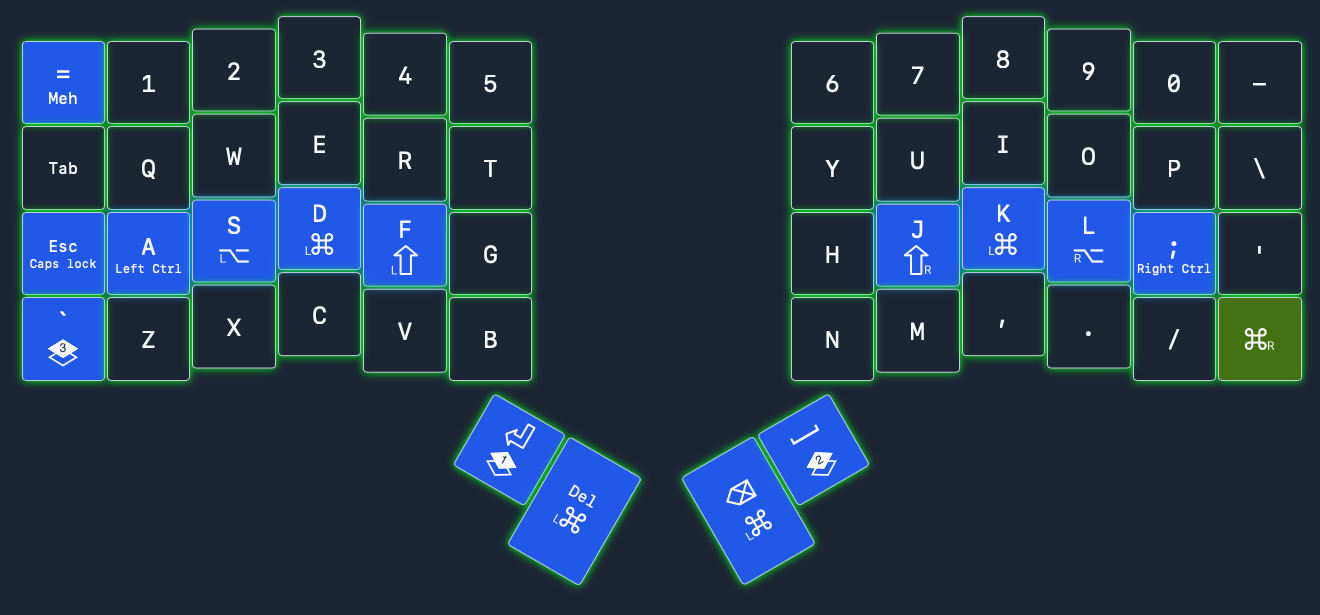 = 1 2 3 4 5 6 7 8 9 0 −
Meh
Tab Q W E R T Y U I O P \
Esc A S D F G H J K L ; '
Caps lock Left Ctrl L⌥ L⌘ L⇧ ⇧R L⌘ R⌥ Right Ctrl
` Z X C V B N M , . / ⌘R
3
1 2
Del
L⌘ L⌘